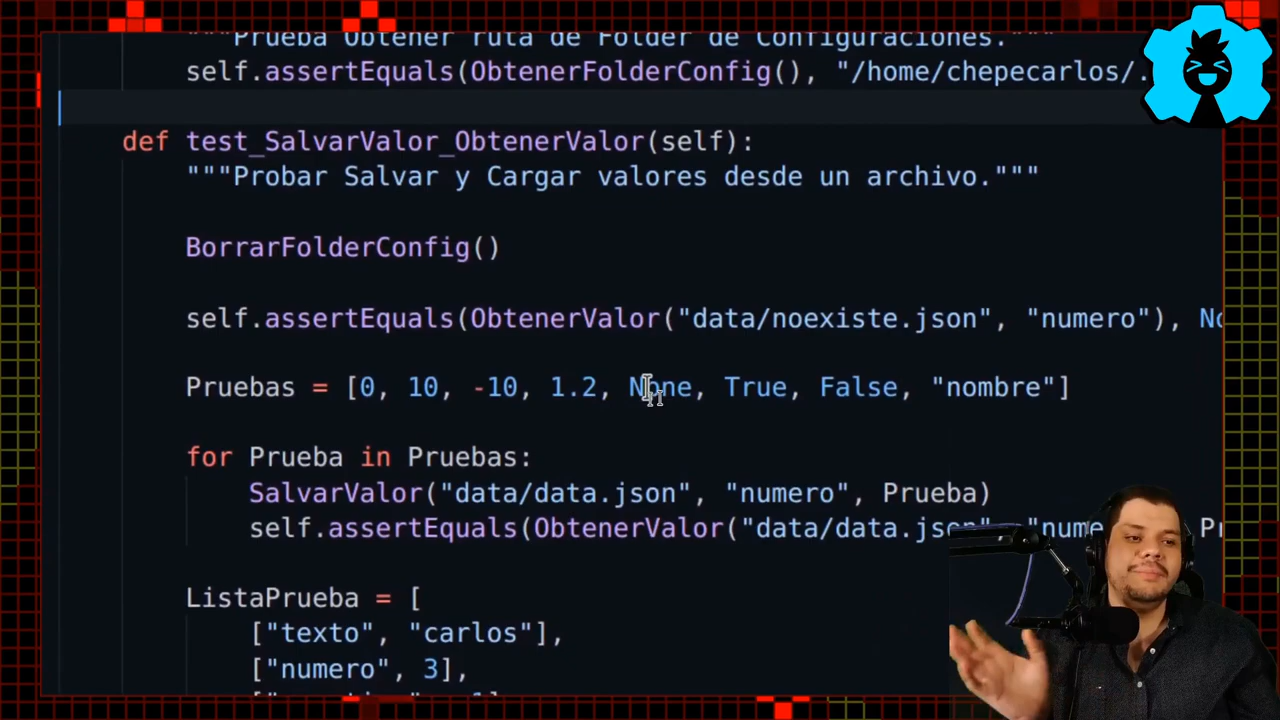 """Prueba Obtener ruta de Folder de Configuraciones."""
self.assertEquals(ObtenerFolderConfig(), "/home/chepecarlos/.
def test_SalvarValor_ObtenerValor(self):
"""Probar Salvar y Cargar valores desde un archivo."""
BorrarFolderConfig()
self.assertEquals(ObtenerValor("data/noexiste.json", "numero"), No
Pruebas = [0, 10, -10, 1.2, None, True, False, "nombre"]
for Prueba in Pruebas:
SalvarValor("data/data.json", "numero", Prueba)
self.assertEquals(ObtenerValor("data/data.json", "nume Pr
ListaPrueba = [
["texto", "carlos"],
["numero", 3],